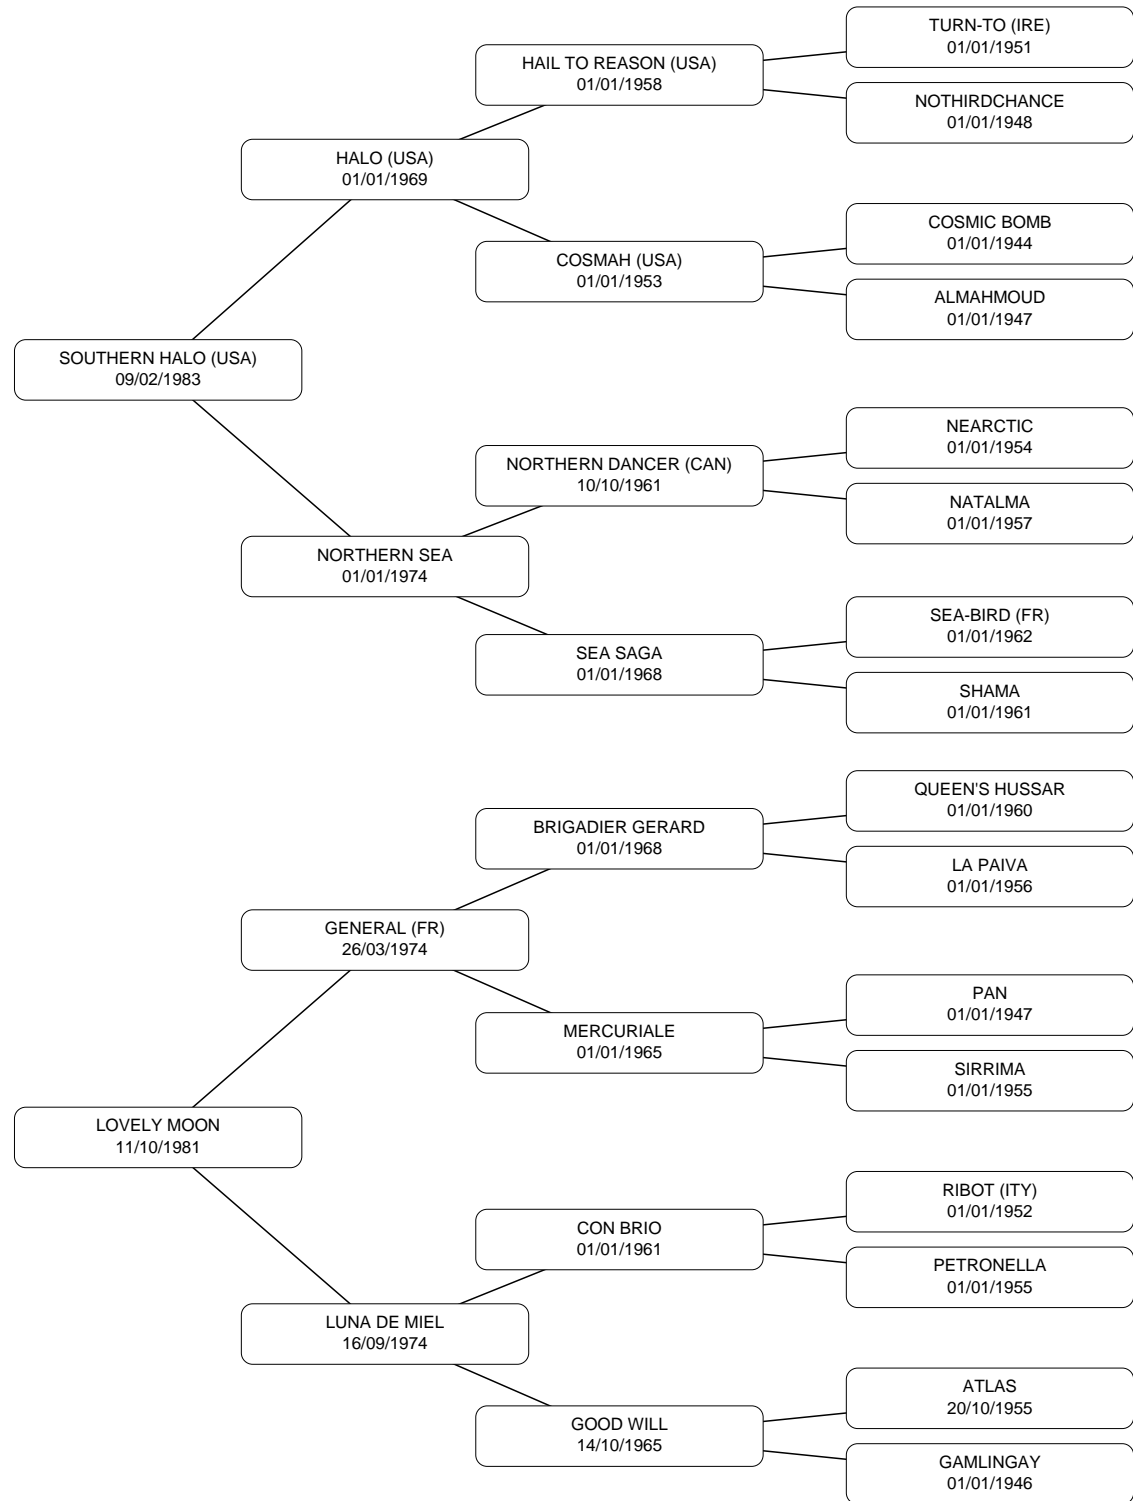 TURN-TO (IRE)
01/01/1951
HAIL TO REASON (USA)
01/01/1958
NOTHIRDCHANCE
01/01/1948
HALO (USA)
01/01/1969
COSMIC BOMB
01/01/1944
COSMAH (USA)
01/01/1953
ALMAHMOUD
01/01/1947
SOUTHERN HALO (USA)
09/02/1983
NEARCTIC
01/01/1954
NORTHERN DANCER (CAN)
10/10/1961
NATALMA
01/01/1957
NORTHERN SEA
01/01/1974
SEA-BIRD (FR)
01/01/1962
SEA SAGA
01/01/1968
SHAMA
01/01/1961
QUEEN'S HUSSAR
01/01/1960
BRIGADIER GERARD
01/01/1968
LA PAIVA
01/01/1956
GENERAL (FR)
26/03/1974
PAN
01/01/1947
MERCURIALE
01/01/1965
SIRRIMA
01/01/1955
LOVELY MOON
11/10/1981
RIBOT (ITY)
01/01/1952
CON BRIO
01/01/1961
PETRONELLA
01/01/1955
LUNA DE MIEL
16/09/1974
ATLAS
20/10/1955
GOOD WILL
14/10/1965
GAMLINGAY
01/01/1946